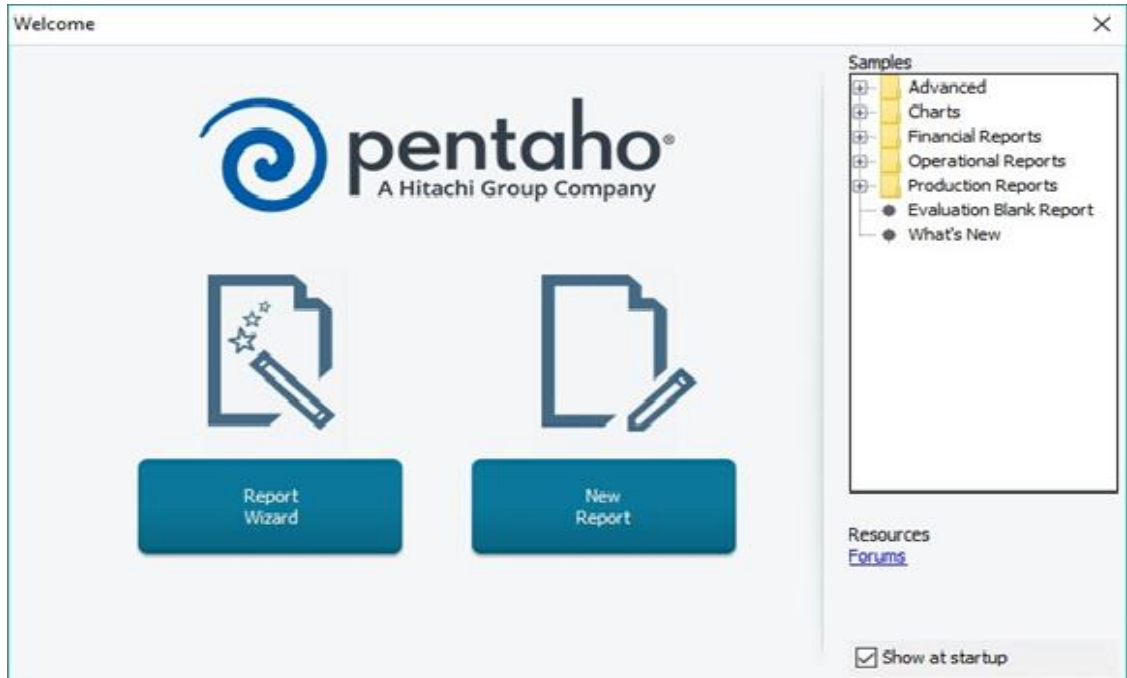 Welcome
pentaho®
A Hitachi Group Company
Report
Wizard
New
Report
Samples
Advanced
Charts
Financial Reports
Operational Reports
Production Reports
Evaluation Blank Report
What's New
Resources
Forums
Show at startup